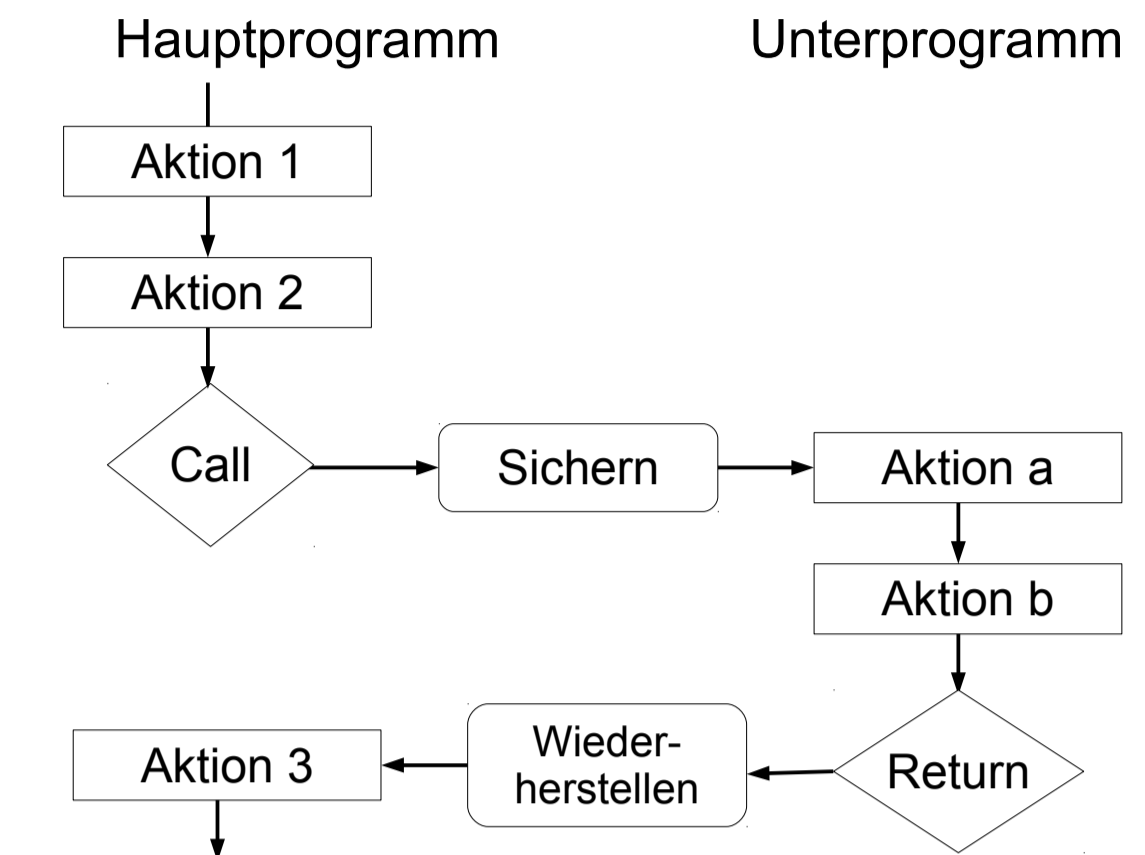 Hauptprogramm
Unterprogramm
Aktion 1
Aktion 2
Call
Sichern
Aktion a
Aktion b
Return
Wieder-
herstellen
Aktion 3